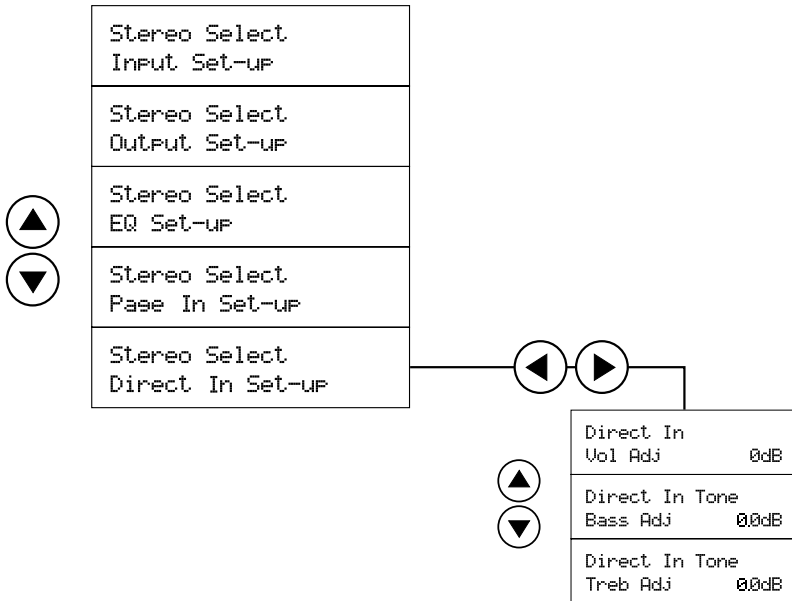 Stereo Select
Input Set-up
Stereo Select
Output Set-up
Stereo Select
EQ Set-up
Stereo Select
Page In Set-up
Stereo Select
Direct In Set-up
Direct In
Vol Adj 0dB
Direct In Tone
Bass Adj 0.0dB
Direct In Tone
Treb Adj 0.0dB